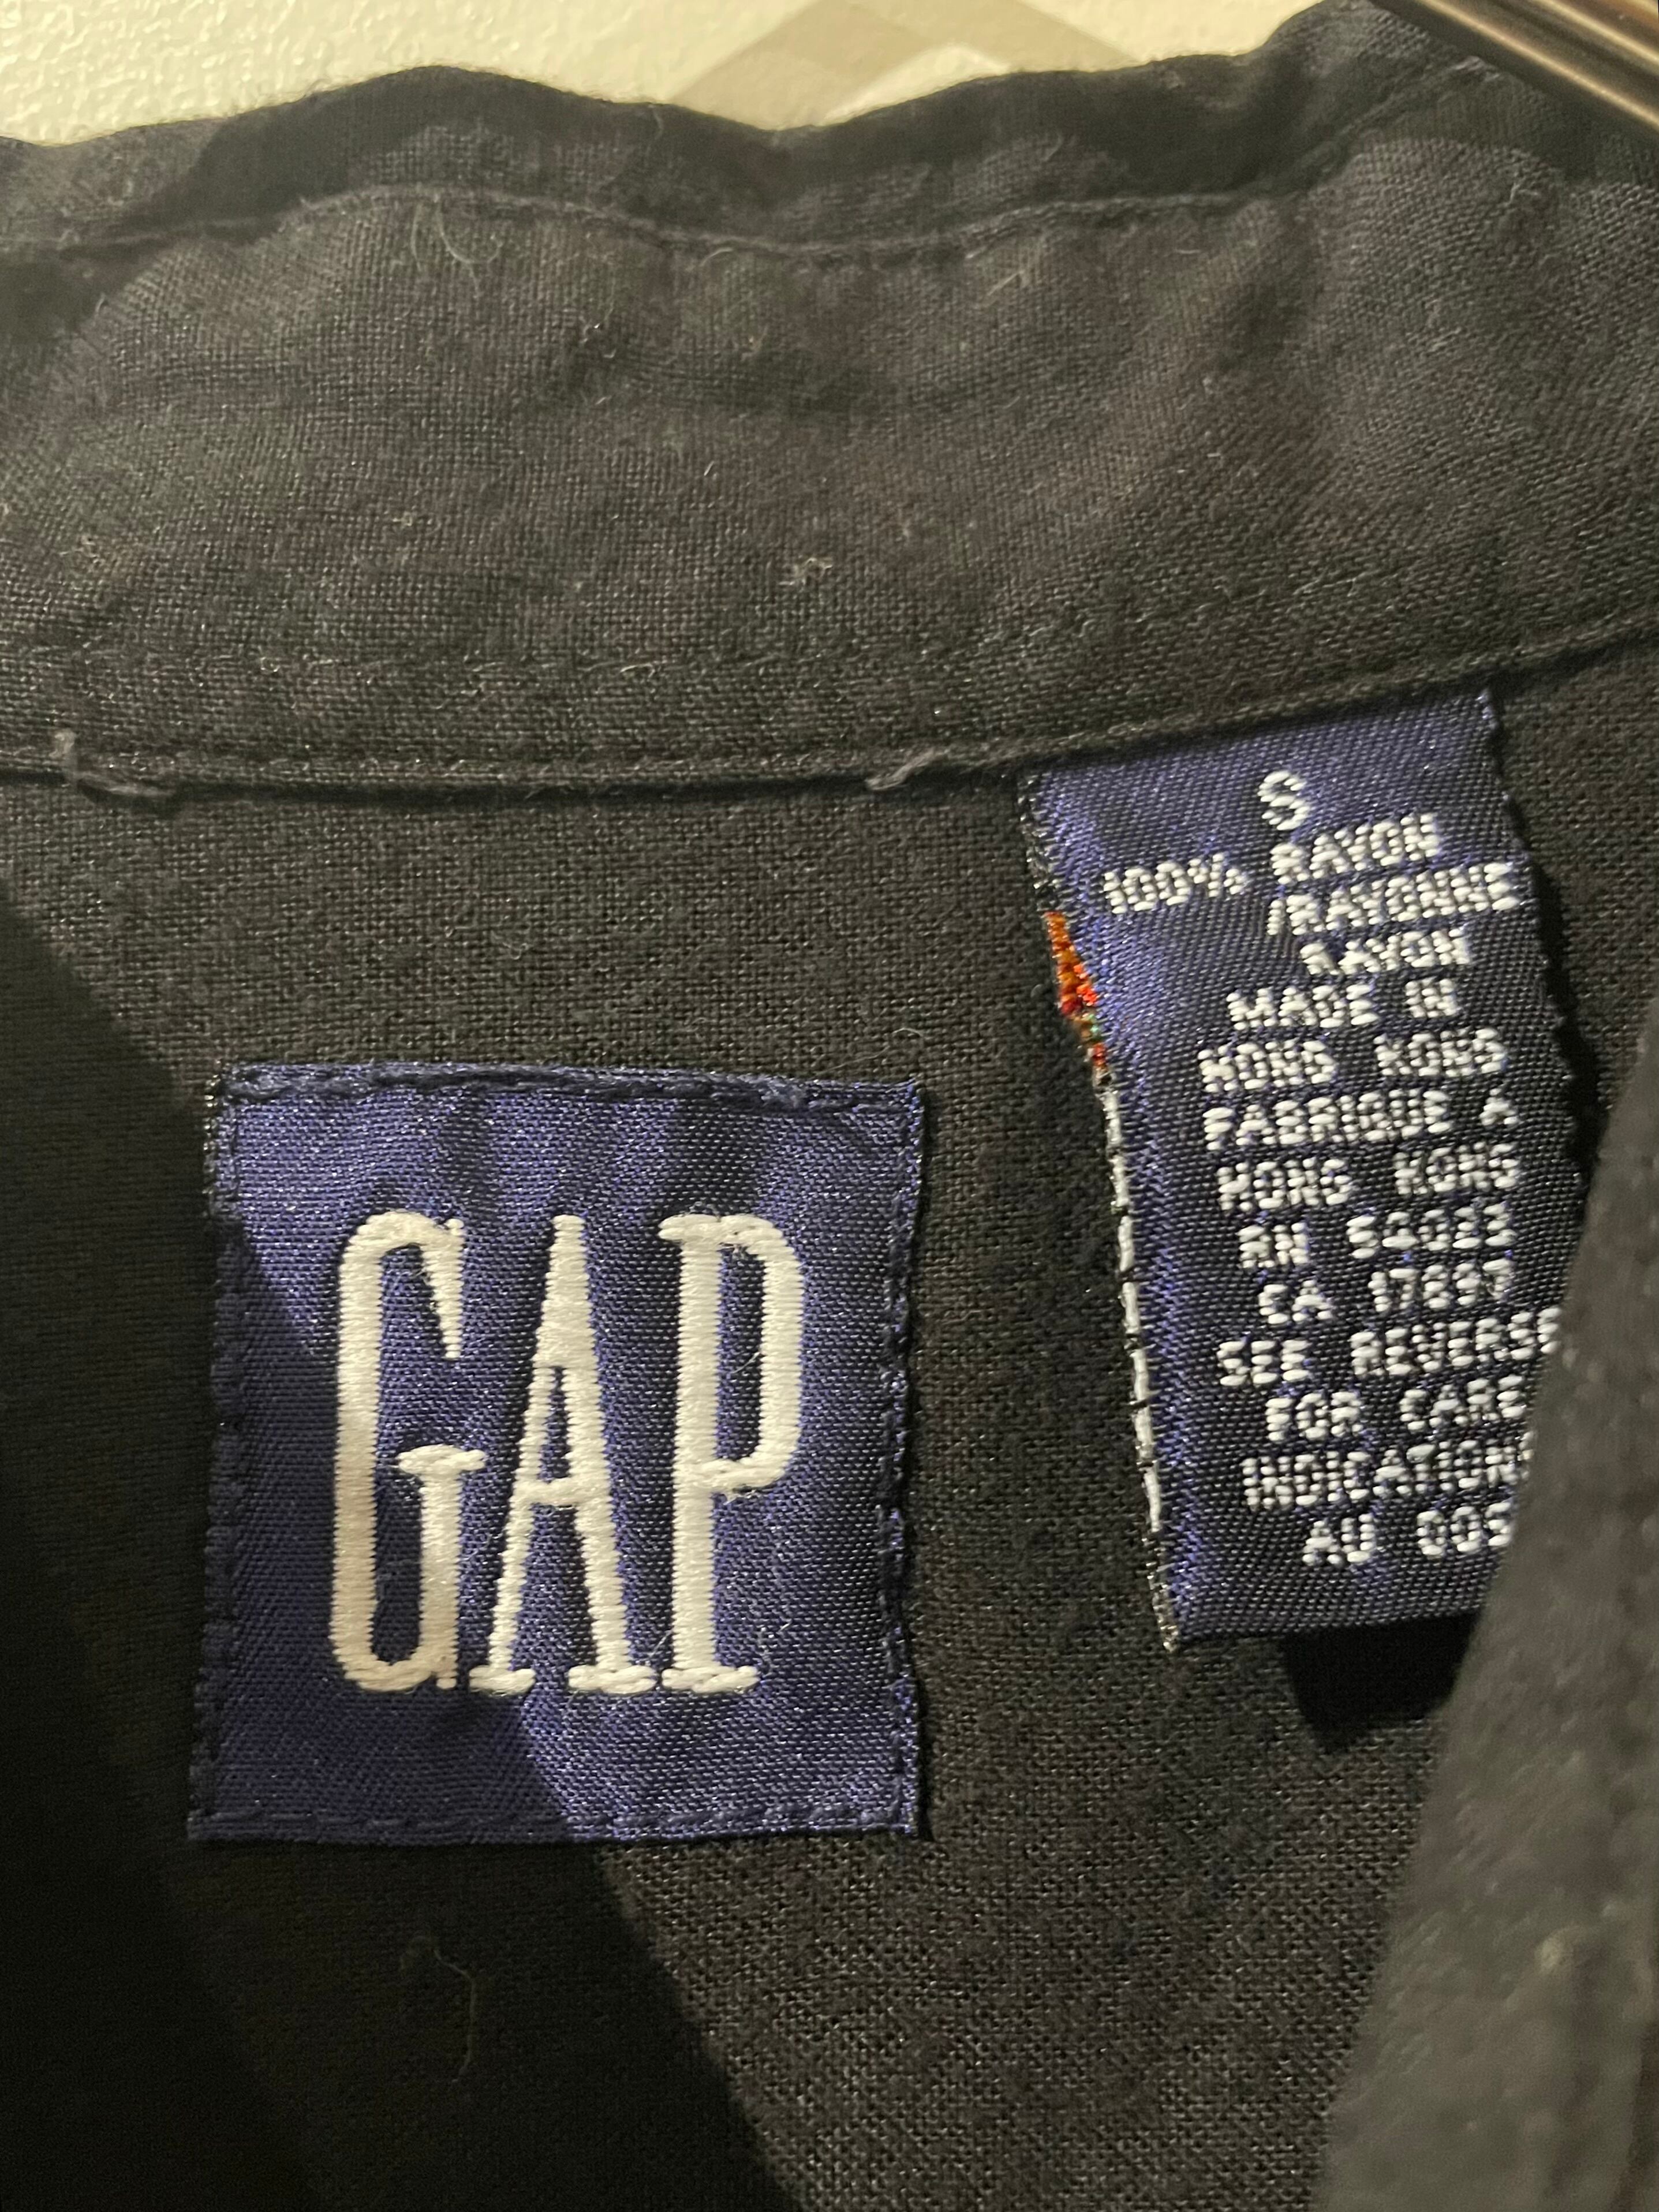 GAP
S
100% RAYON
/RAYONNE
RAYON
MADE IN
HONG KONG
FABRIQUE A
HONG KONG
RN 54023
CA 17897
SEE REVERSE
FOR CARE
INDICATIONS
AU 009